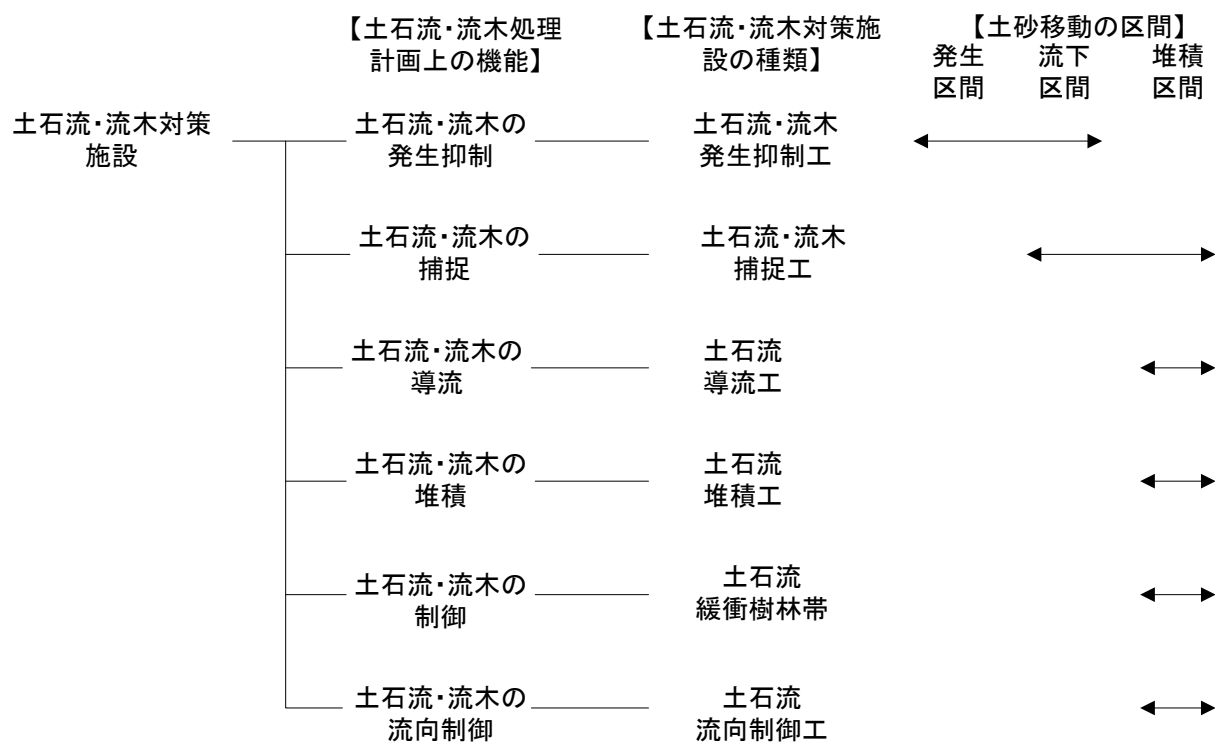 【土石流・流木処理
計画上の機能】
【土石流・流木対策施
設の種類】
【土砂移動の区間】
発生
区間
流下
区間
堆積
区間
土石流・流木対策
施設
土石流・流木の
発生抑制
土石流・流木
発生抑制工
土石流・流木の
捕捉
土石流・流木
捕捉工
土石流・流木の
導流
土石流
導流工
土石流・流木の
堆積
土石流
堆積工
土石流・流木の
制御
土石流
緩衝樹林帯
土石流・流木の
流向制御
土石流
流向制御工